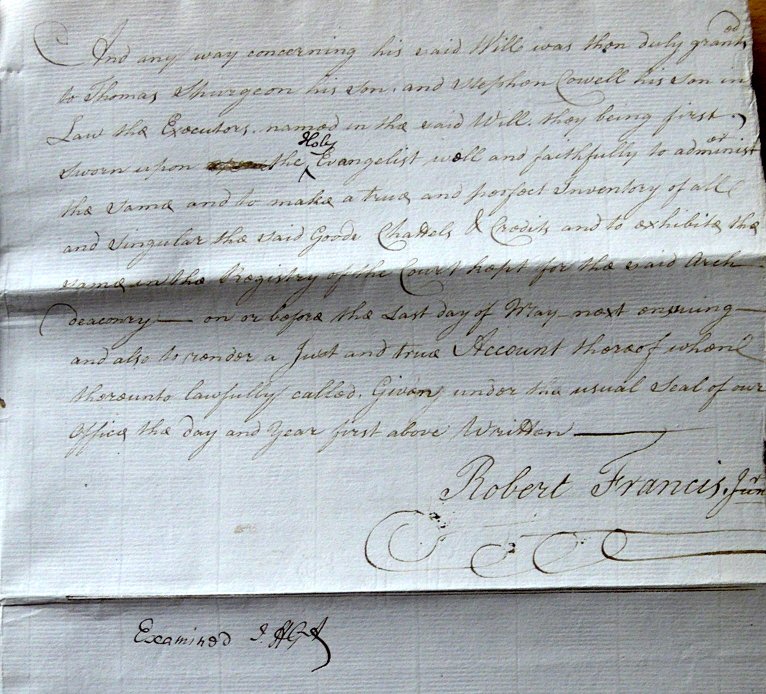 And any way concerning his said Will was then duly granted
to Thomas Sturgeon his son, and Stephen Cowell his son in
Law the Executors, named in the said Will, they being first
sworn upon the Holy Evangelist well and faithfully to administer
the same and to make a true and perfect Inventory of all
and singular the said Goods Chattels & Credits and to exhibite the
same in the Registry of the Court kept for the said Arch
deaconry — on or before the Last day of May next ensuing —
and also to render a Just and true Account thereof when
thereunto lawfully called. Given under the usual Seal of our
Office the day and Year first above Written —
Robert Francis, Junr
Examined